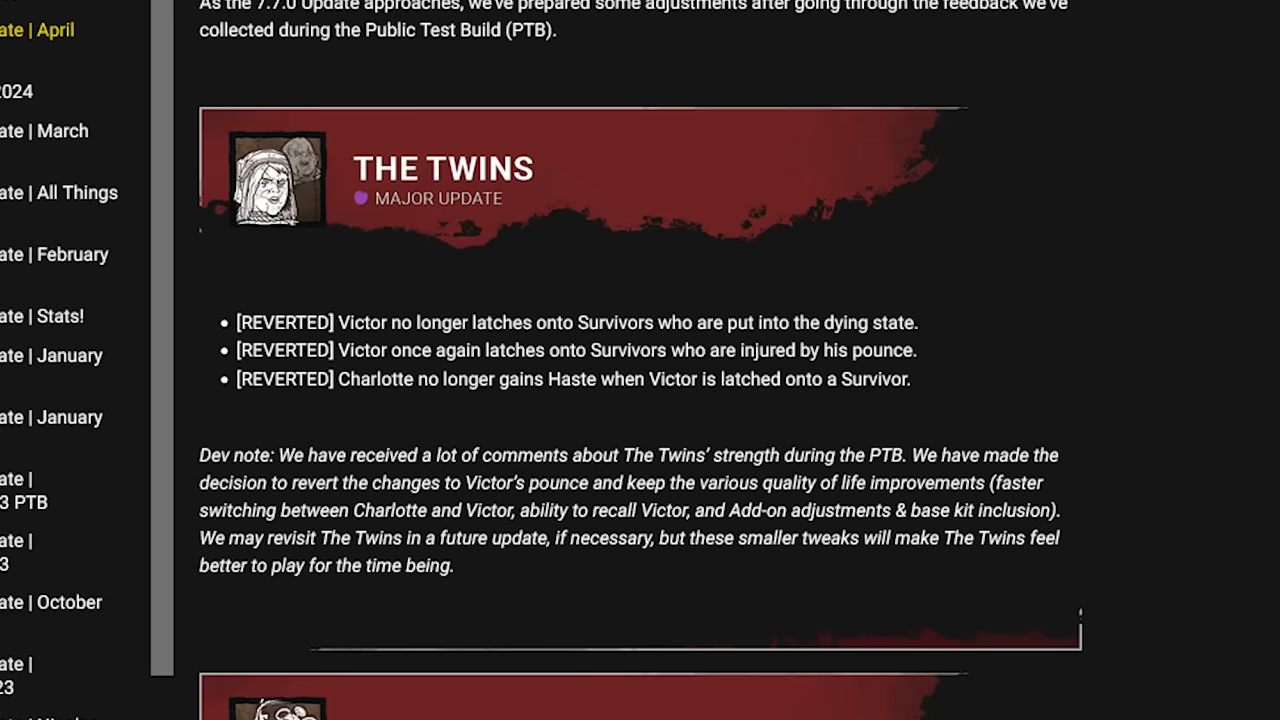 ate | April
2024
ate | March
ate | All Things
ate | February
ate | Stats!
ate | January
ate | January
ate |
3 PTB
ate |
3
ate | October
ate |
23
As the 7.7.0 Update approaches, we've prepared some adjustments after going through the feedback we've
collected during the Public Test Build (PTB).
THE TWINS
MAJOR UPDATE
• [REVERTED] Victor no longer latches onto Survivors who are put into the dying state.
• [REVERTED] Victor once again latches onto Survivors who are injured by his pounce.
• [REVERTED] Charlotte no longer gains Haste when Victor is latched onto a Survivor.
Dev note: We have received a lot of comments about The Twins’ strength during the PTB. We have made the
decision to revert the changes to Victor’s pounce and keep the various quality of life improvements (faster
switching between Charlotte and Victor, ability to recall Victor, and Add-on adjustments & base kit inclusion).
We may revisit The Twins in a future update, if necessary, but these smaller tweaks will make The Twins feel
better to play for the time being.